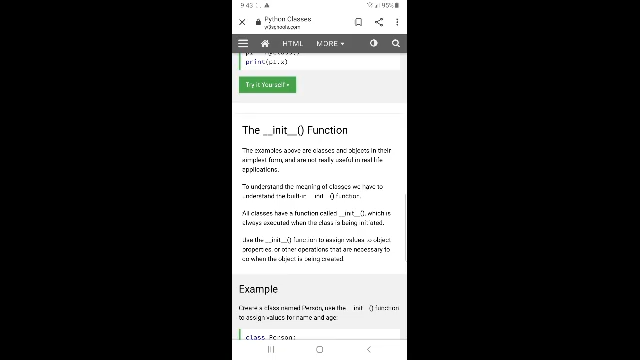 9:43
95%
Python Classes
w3schools.com
HTML MORE
print(p1.x)
Try it Yourself »
The __init__() Function
The examples above are classes and objects in their
simplest form, and are not really useful in real life
applications.
To understand the meaning of classes we have to
understand the built-in __init__() function.
All classes have a function called __init__(), which is
always executed when the class is being initiated.
Use the __init__() function to assign values to object
properties, or other operations that are necessary to
do when the object is being created:
Example
Create a class named Person, use the __init__() function
to assign values for name and age:
class Person: